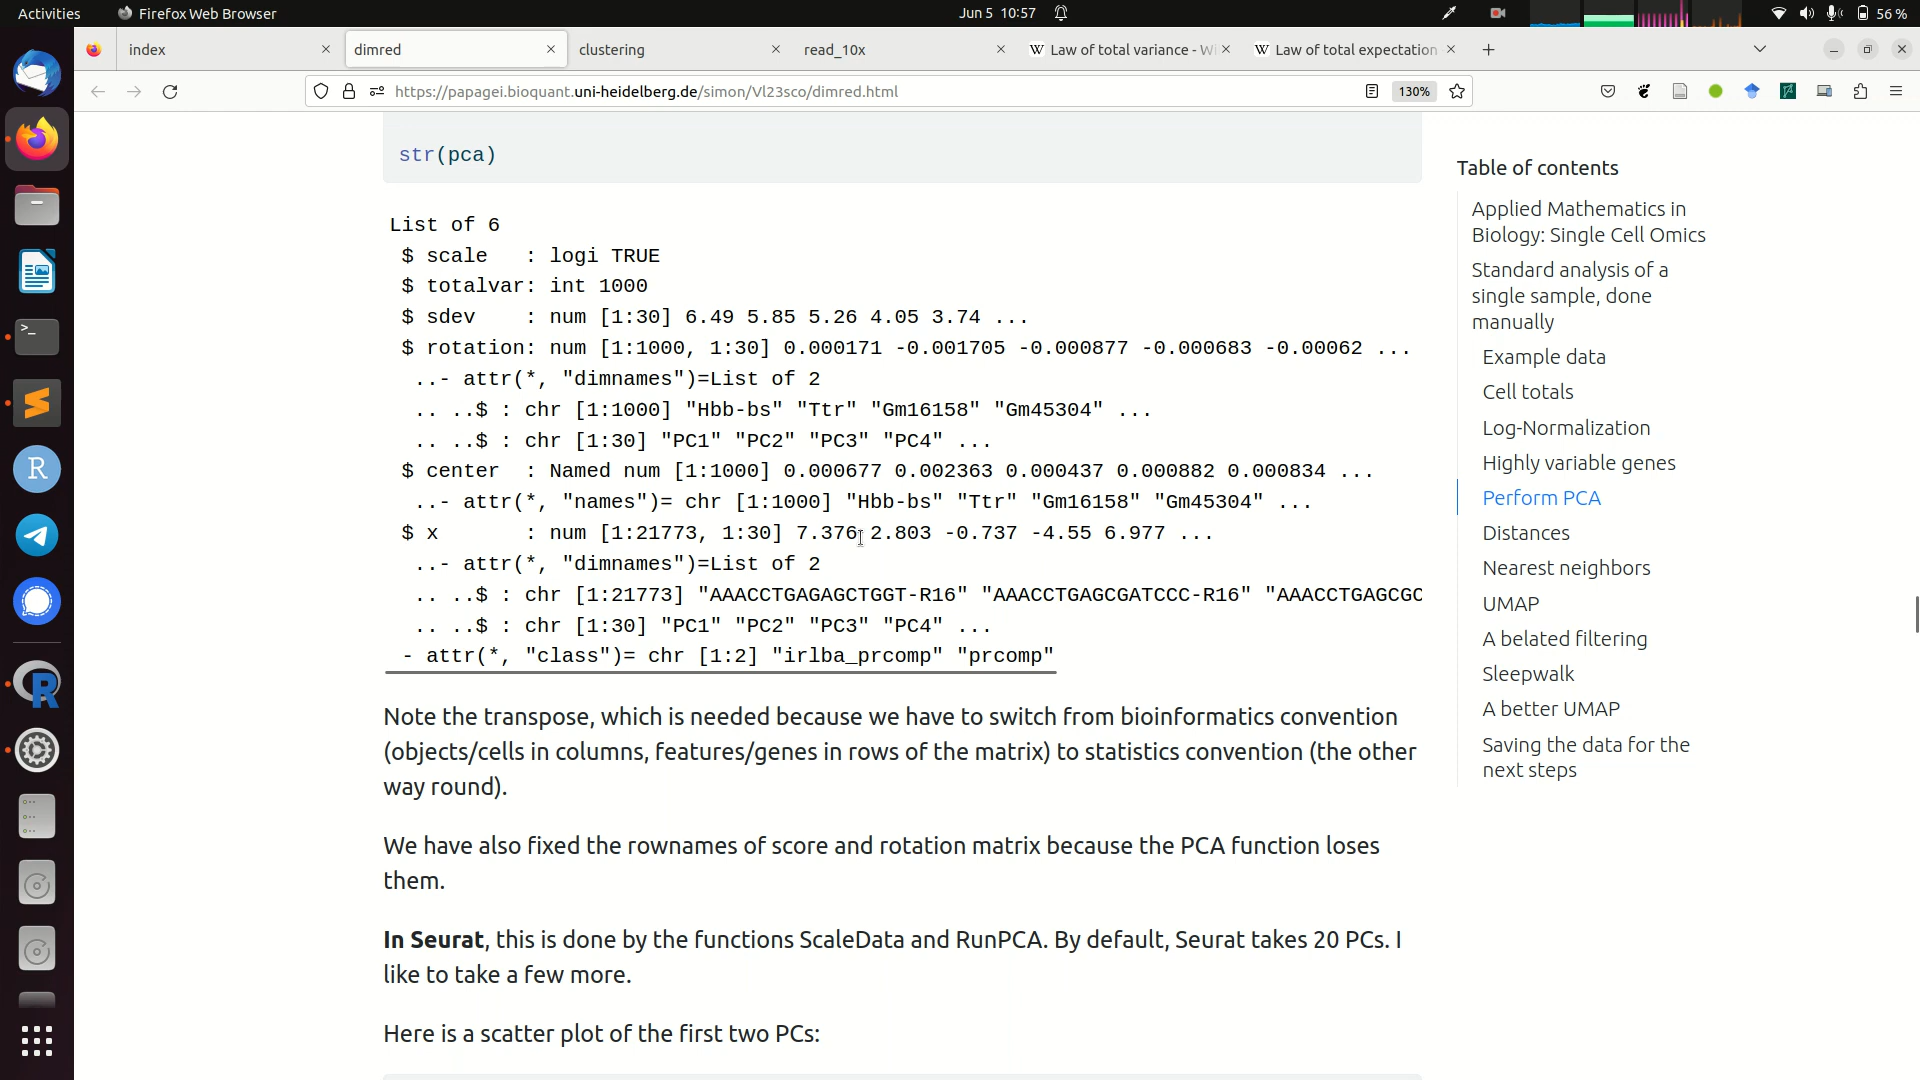 Activities
Firefox Web Browser
Jun 5 10:57
56 %
index
dimred
clustering
read_10x
Law of total variance - Wi
Law of total expectation
https://papagei.bioquant.uni-heidelberg.de/simon/Vl23sco/dimred.html
130%
str(pca)
List of 6
 $ scale   : logi TRUE
 $ totalvar: int 1000
 $ sdev    : num [1:30] 6.49 5.85 5.26 4.05 3.74 ...
 $ rotation: num [1:1000, 1:30] 0.000171 -0.001705 -0.000877 -0.000683 -0.00062 ...
  ..- attr(*, "dimnames")=List of 2
  .. ..$ : chr [1:1000] "Hbb-bs" "Ttr" "Gm16158" "Gm45304" ...
  .. ..$ : chr [1:30] "PC1" "PC2" "PC3" "PC4" ...
 $ center  : Named num [1:1000] 0.000677 0.002363 0.000437 0.000882 0.000834 ...
  ..- attr(*, "names")= chr [1:1000] "Hbb-bs" "Ttr" "Gm16158" "Gm45304" ...
 $ x       : num [1:21773, 1:30] 7.376 2.803 -0.737 -4.55 6.977 ...
  ..- attr(*, "dimnames")=List of 2
  .. ..$ : chr [1:21773] "AAACCTGAGAGCTGGT-R16" "AAACCTGAGCGATCCC-R16" "AAACCTGAGCGC
  .. ..$ : chr [1:30] "PC1" "PC2" "PC3" "PC4" ...
 - attr(*, "class")= chr [1:2] "irlba_prcomp" "prcomp"
Note the transpose, which is needed because we have to switch from bioinformatics convention
(objects/cells in columns, features/genes in rows of the matrix) to statistics convention (the other
way round).
We have also fixed the rownames of score and rotation matrix because the PCA function loses
them.
In Seurat, this is done by the functions ScaleData and RunPCA. By default, Seurat takes 20 PCs. I
like to take a few more.
Here is a scatter plot of the first two PCs:
Table of contents
Applied Mathematics in
Biology: Single Cell Omics
Standard analysis of a
single sample, done
manually
Example data
Cell totals
Log-Normalization
Highly variable genes
Perform PCA
Distances
Nearest neighbors
UMAP
A belated filtering
Sleepwalk
A better UMAP
Saving the data for the
next steps